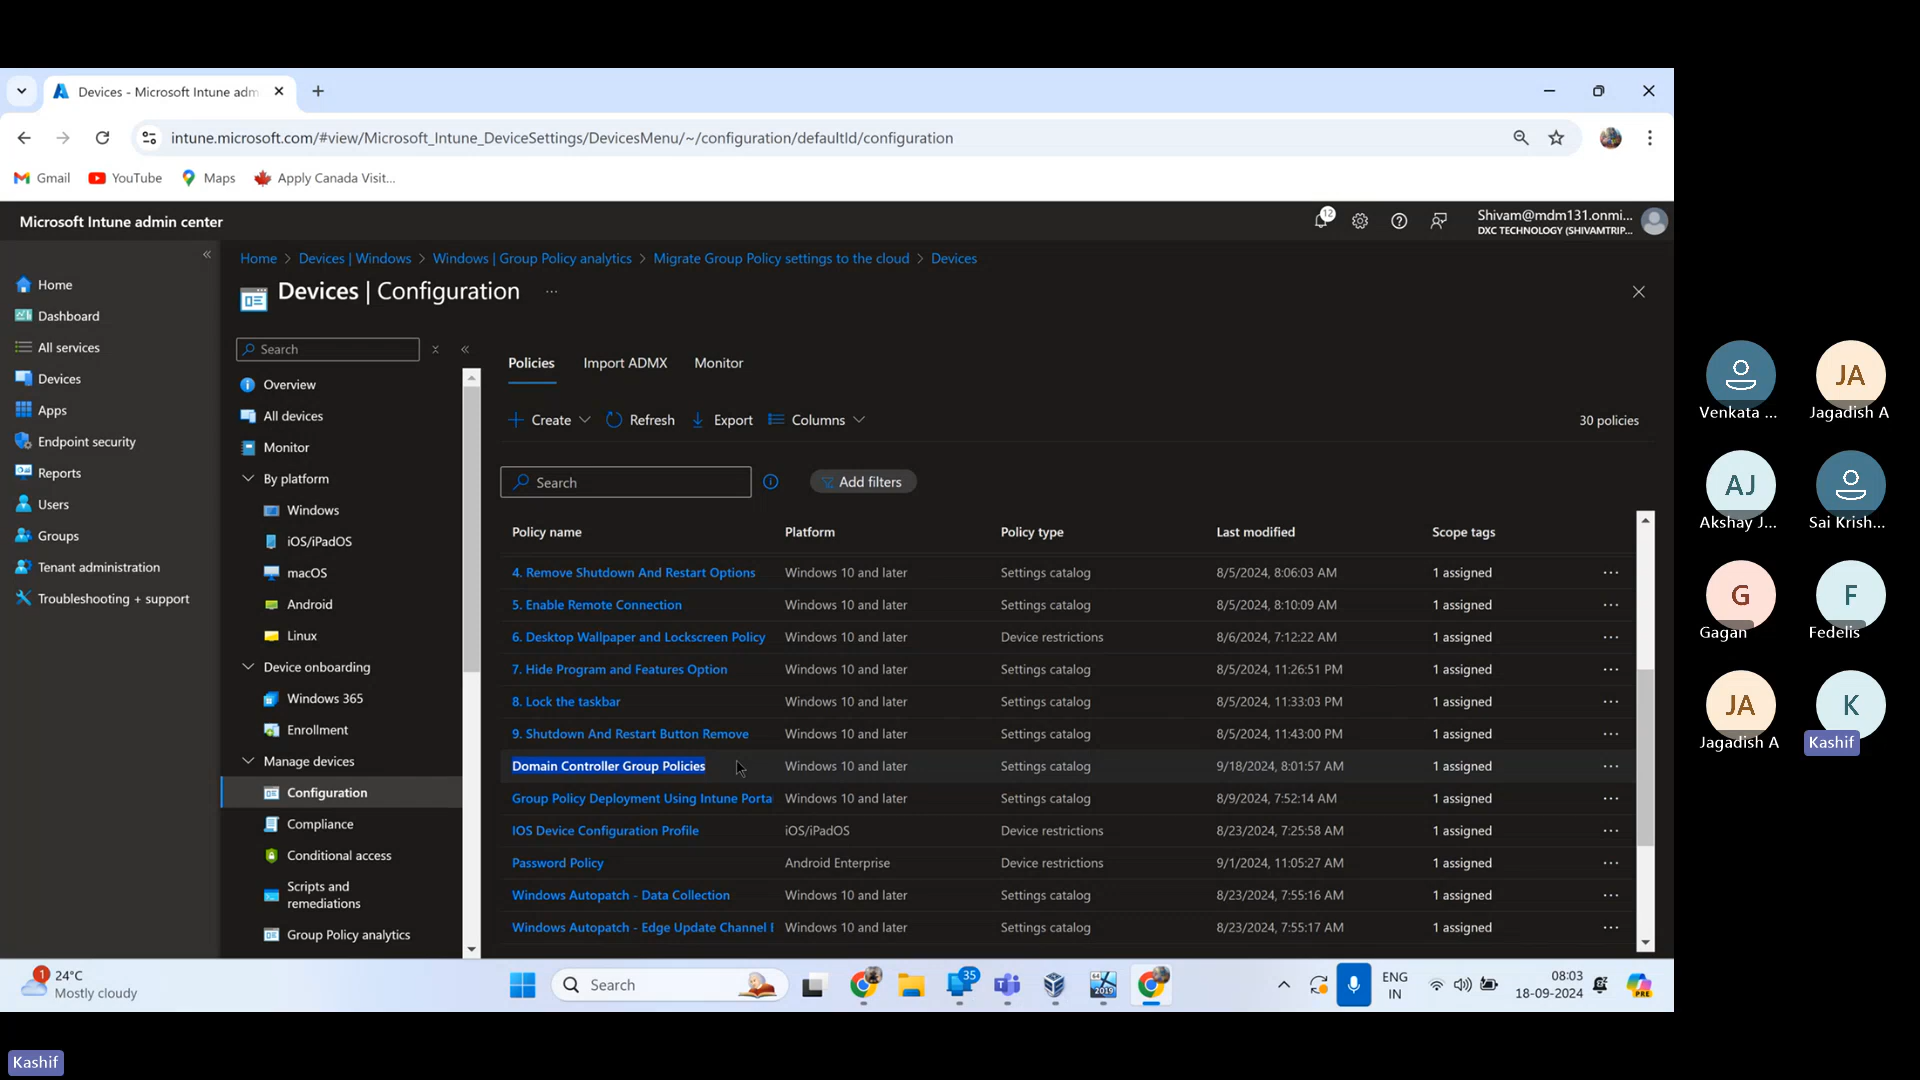 Devices - Microsoft Intune adm
intune.microsoft.com/#view/Microsoft_Intune_DeviceSettings/DevicesMenu/~/configuration/defaultId/configuration
Gmail
YouTube
Maps
Apply Canada Visit...
Microsoft Intune admin center
12
Shivam@mdm131.onmi...
DXC TECHNOLOGY (SHIVAMTRIP...
Home > Devices | Windows > Windows | Group Policy analytics > Migrate Group Policy settings to the cloud > Devices
Devices | Configuration
Home
Dashboard
All services
Devices
Apps
Endpoint security
Reports
Users
Groups
Tenant administration
Troubleshooting + support
Search
Overview
All devices
Monitor
By platform
Windows
iOS/iPadOS
macOS
Android
Linux
Device onboarding
Windows 365
Enrollment
Manage devices
Configuration
Compliance
Conditional access
Scripts and
remediations
Group Policy analytics
Policies Import ADMX Monitor
Create Refresh Export Columns 30 policies
Search Add filters
Policy name Platform Policy type Last modified Scope tags
4. Remove Shutdown And Restart Options Windows 10 and later Settings catalog 8/5/2024, 8:06:03 AM 1 assigned
5. Enable Remote Connection Windows 10 and later Settings catalog 8/5/2024, 8:10:09 AM 1 assigned
6. Desktop Wallpaper and Lockscreen Policy Windows 10 and later Device restrictions 8/6/2024, 7:12:22 AM 1 assigned
7. Hide Program and Features Option Windows 10 and later Settings catalog 8/5/2024, 11:26:51 PM 1 assigned
8. Lock the taskbar Windows 10 and later Settings catalog 8/5/2024, 11:33:03 PM 1 assigned
9. Shutdown And Restart Button Remove Windows 10 and later Settings catalog 8/5/2024, 11:43:00 PM 1 assigned
Domain Controller Group Policies Windows 10 and later Settings catalog 9/18/2024, 8:01:57 AM 1 assigned
Group Policy Deployment Using Intune Porta Windows 10 and later Settings catalog 8/9/2024, 7:52:14 AM 1 assigned
IOS Device Configuration Profile iOS/iPadOS Device restrictions 8/23/2024, 7:25:58 AM 1 assigned
Password Policy Android Enterprise Device restrictions 9/1/2024, 11:05:27 AM 1 assigned
Windows Autopatch - Data Collection Windows 10 and later Settings catalog 8/23/2024, 7:55:16 AM 1 assigned
Windows Autopatch - Edge Update Channel Windows 10 and later Settings catalog 8/23/2024, 7:55:17 AM 1 assigned
1
24°C
Mostly cloudy
Search
35
64
2019
ENG
IN
08:03
18-09-2024
PRE
Venkata ...
JA
Jagadish A
AJ
Akshay J...
Sai Krish...
G
Gagan
F
Fedelis
JA
Jagadish A
K
Kashif
Kashif